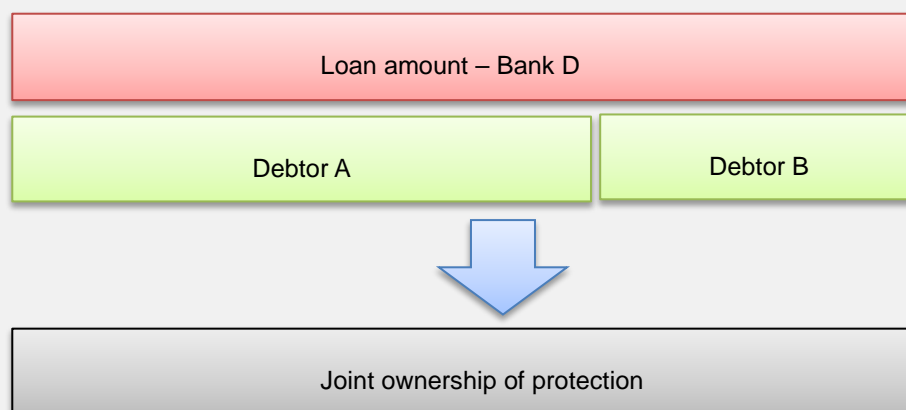 Loan amount – Bank D
Debtor A
Debtor B
Joint ownership of protection